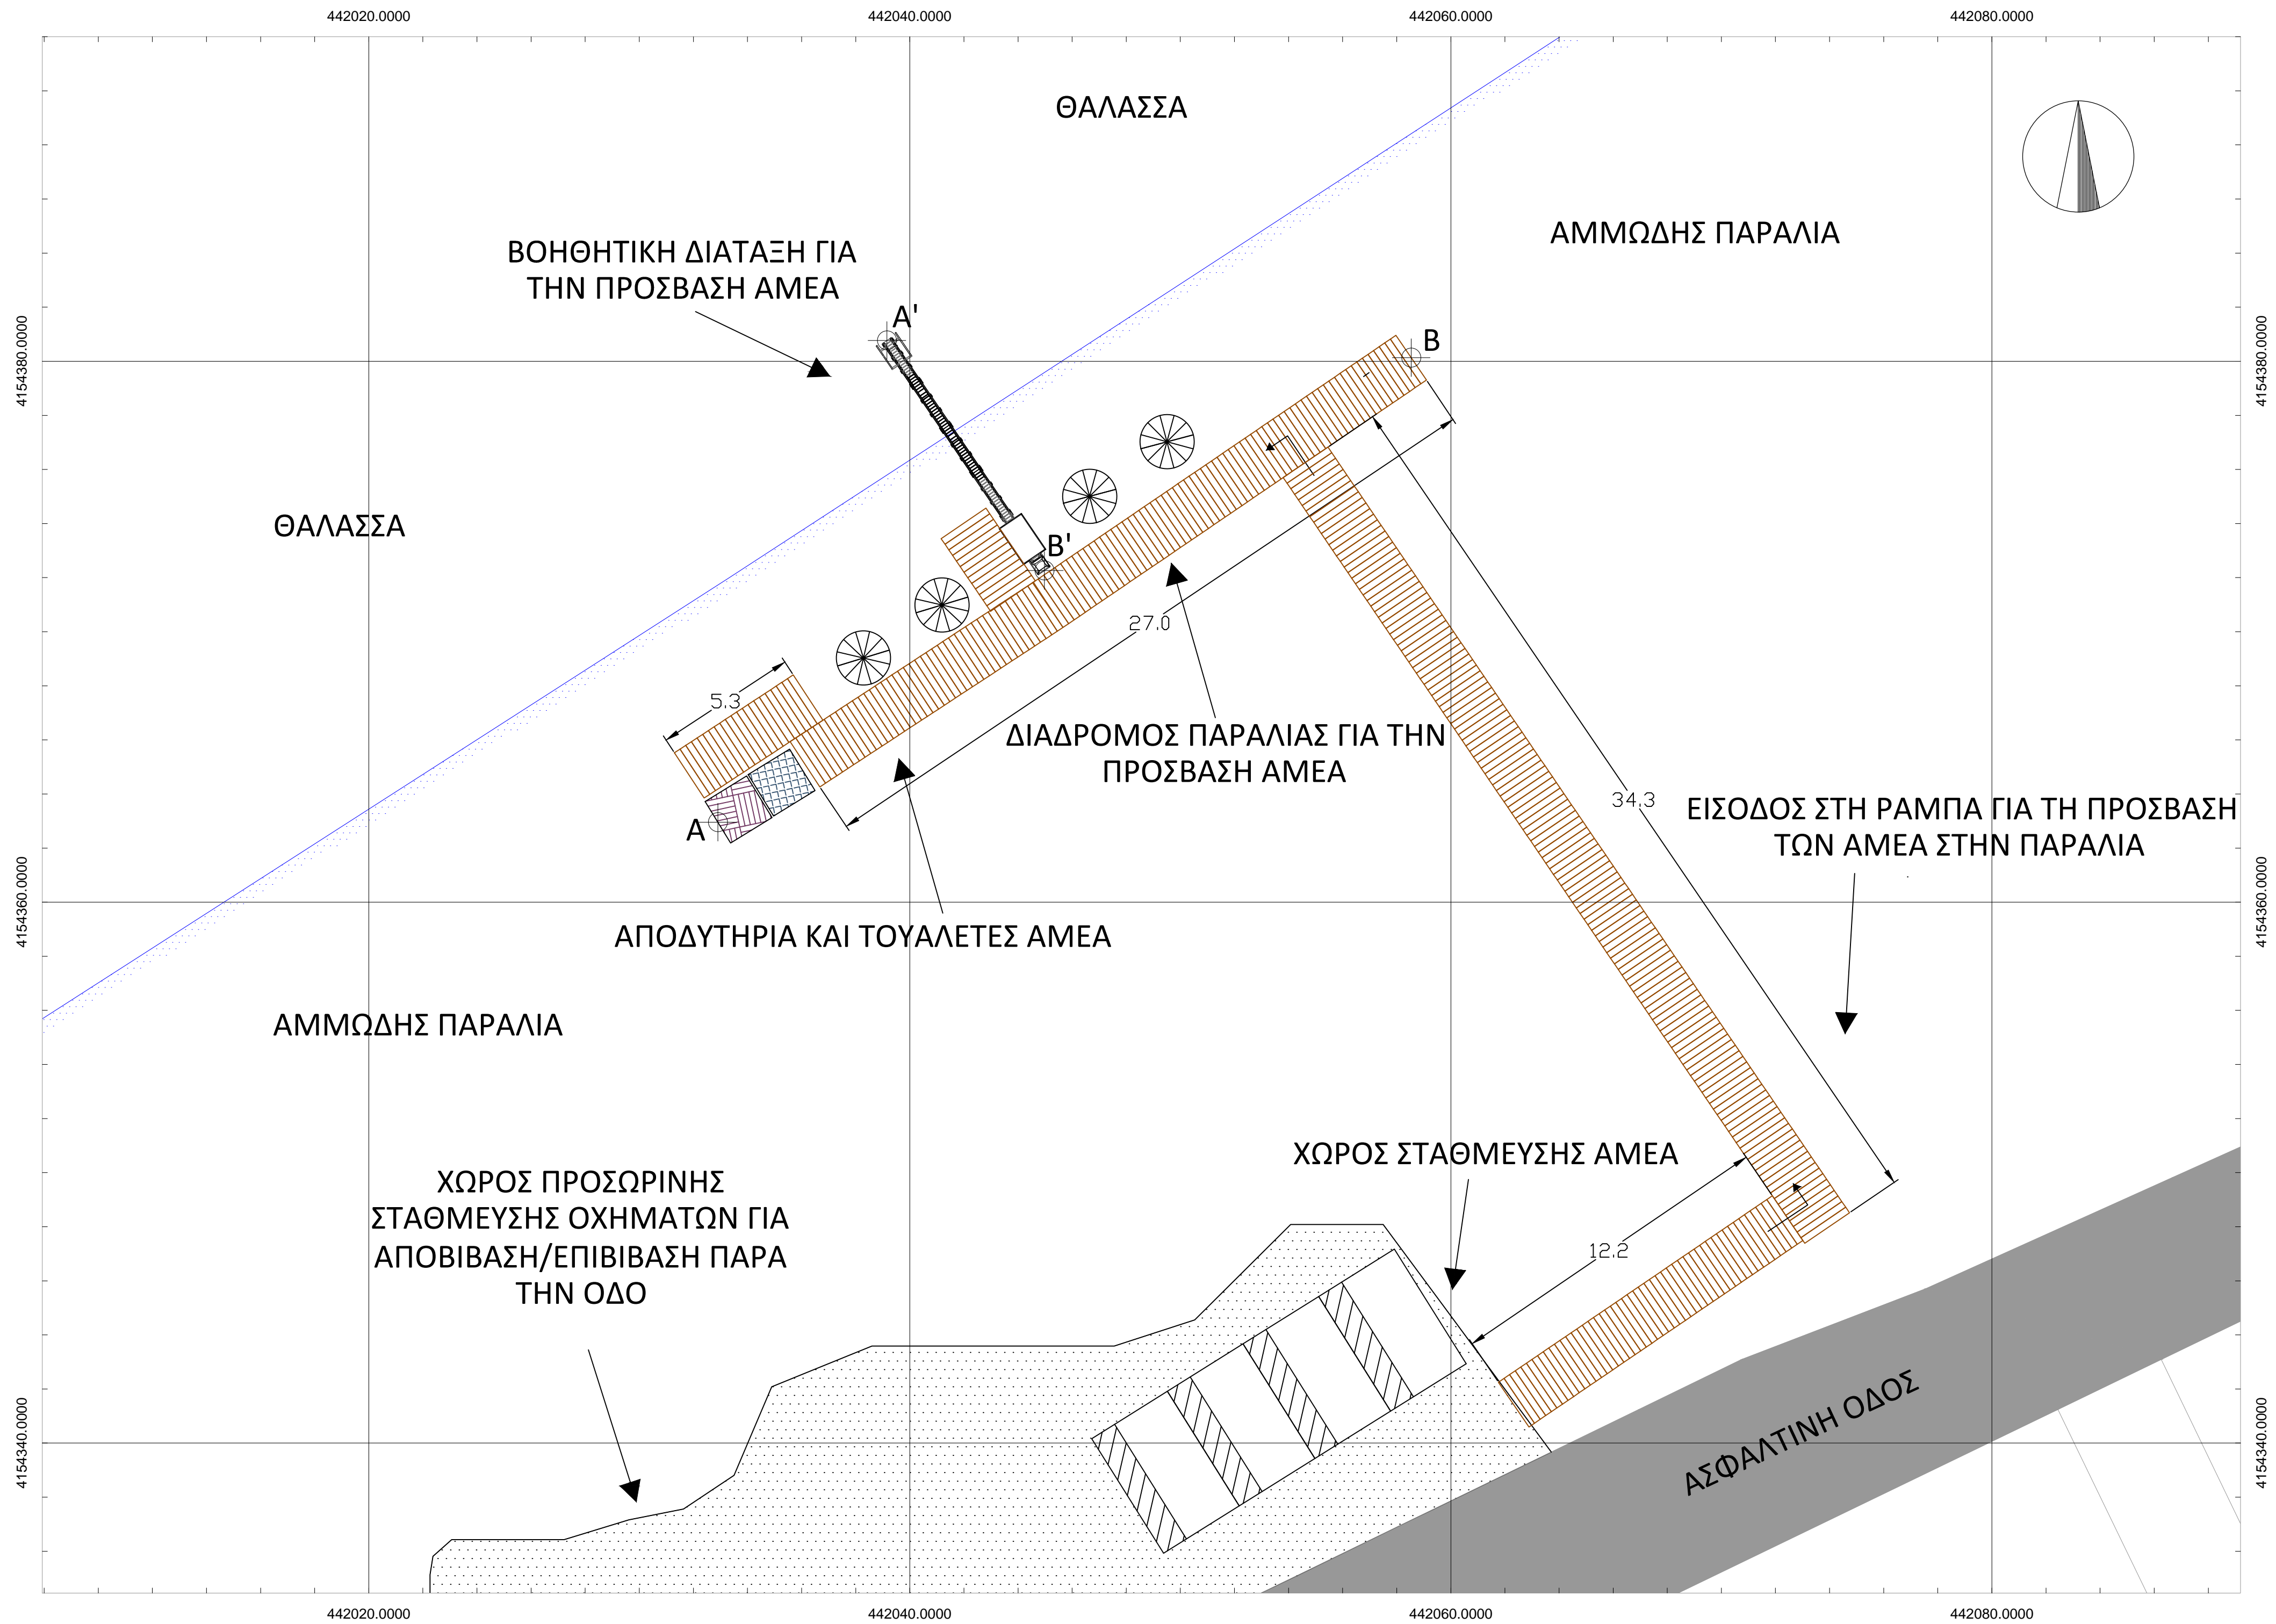 442020.0000
442040.0000
442060.0000
442080.0000
ΘΑΛΑΣΣΑ
ΑΜΜΩΔΗΣ ΠΑΡΑΛΙΑ
ΒΟΗΘΗΤΙΚΗ ΔΙΑΤΑΞΗ ΓΙΑ
ΤΗΝ ΠΡΟΣΒΑΣΗ ΑΜΕΑ
Α'
Β
4154380.0000
4154380.0000
ΘΑΛΑΣΣΑ
Β'
27.0
5.3
ΔΙΑΔΡΟΜΟΣ ΠΑΡΑΛΙΑΣ ΓΙΑ ΤΗΝ
ΠΡΟΣΒΑΣΗ ΑΜΕΑ
34.3
ΕΙΣΟΔΟΣ ΣΤΗ ΡΑΜΠΑ ΓΙΑ ΤΗ ΠΡΟΣΒΑΣΗ
ΤΩΝ ΑΜΕΑ ΣΤΗΝ ΠΑΡΑΛΙΑ
Α
4154360.0000
4154360.0000
ΑΠΟΔΥΤΗΡΙΑ ΚΑΙ ΤΟΥΑΛΕΤΕΣ ΑΜΕΑ
ΑΜΜΩΔΗΣ ΠΑΡΑΛΙΑ
ΧΩΡΟΣ ΣΤΑΘΜΕΥΣΗΣ ΑΜΕΑ
ΧΩΡΟΣ ΠΡΟΣΩΡΙΝΗΣ
ΣΤΑΘΜΕΥΣΗΣ ΟΧΗΜΑΤΩΝ ΓΙΑ
ΑΠΟΒΙΒΑΣΗ/ΕΠΙΒΙΒΑΣΗ ΠΑΡΑ
ΤΗΝ ΟΔΟ
12.2
ΑΣΦΑΛΤΙΝΗ ΟΔΟΣ
4154340.0000
4154340.0000
442020.0000
442040.0000
442060.0000
442080.0000